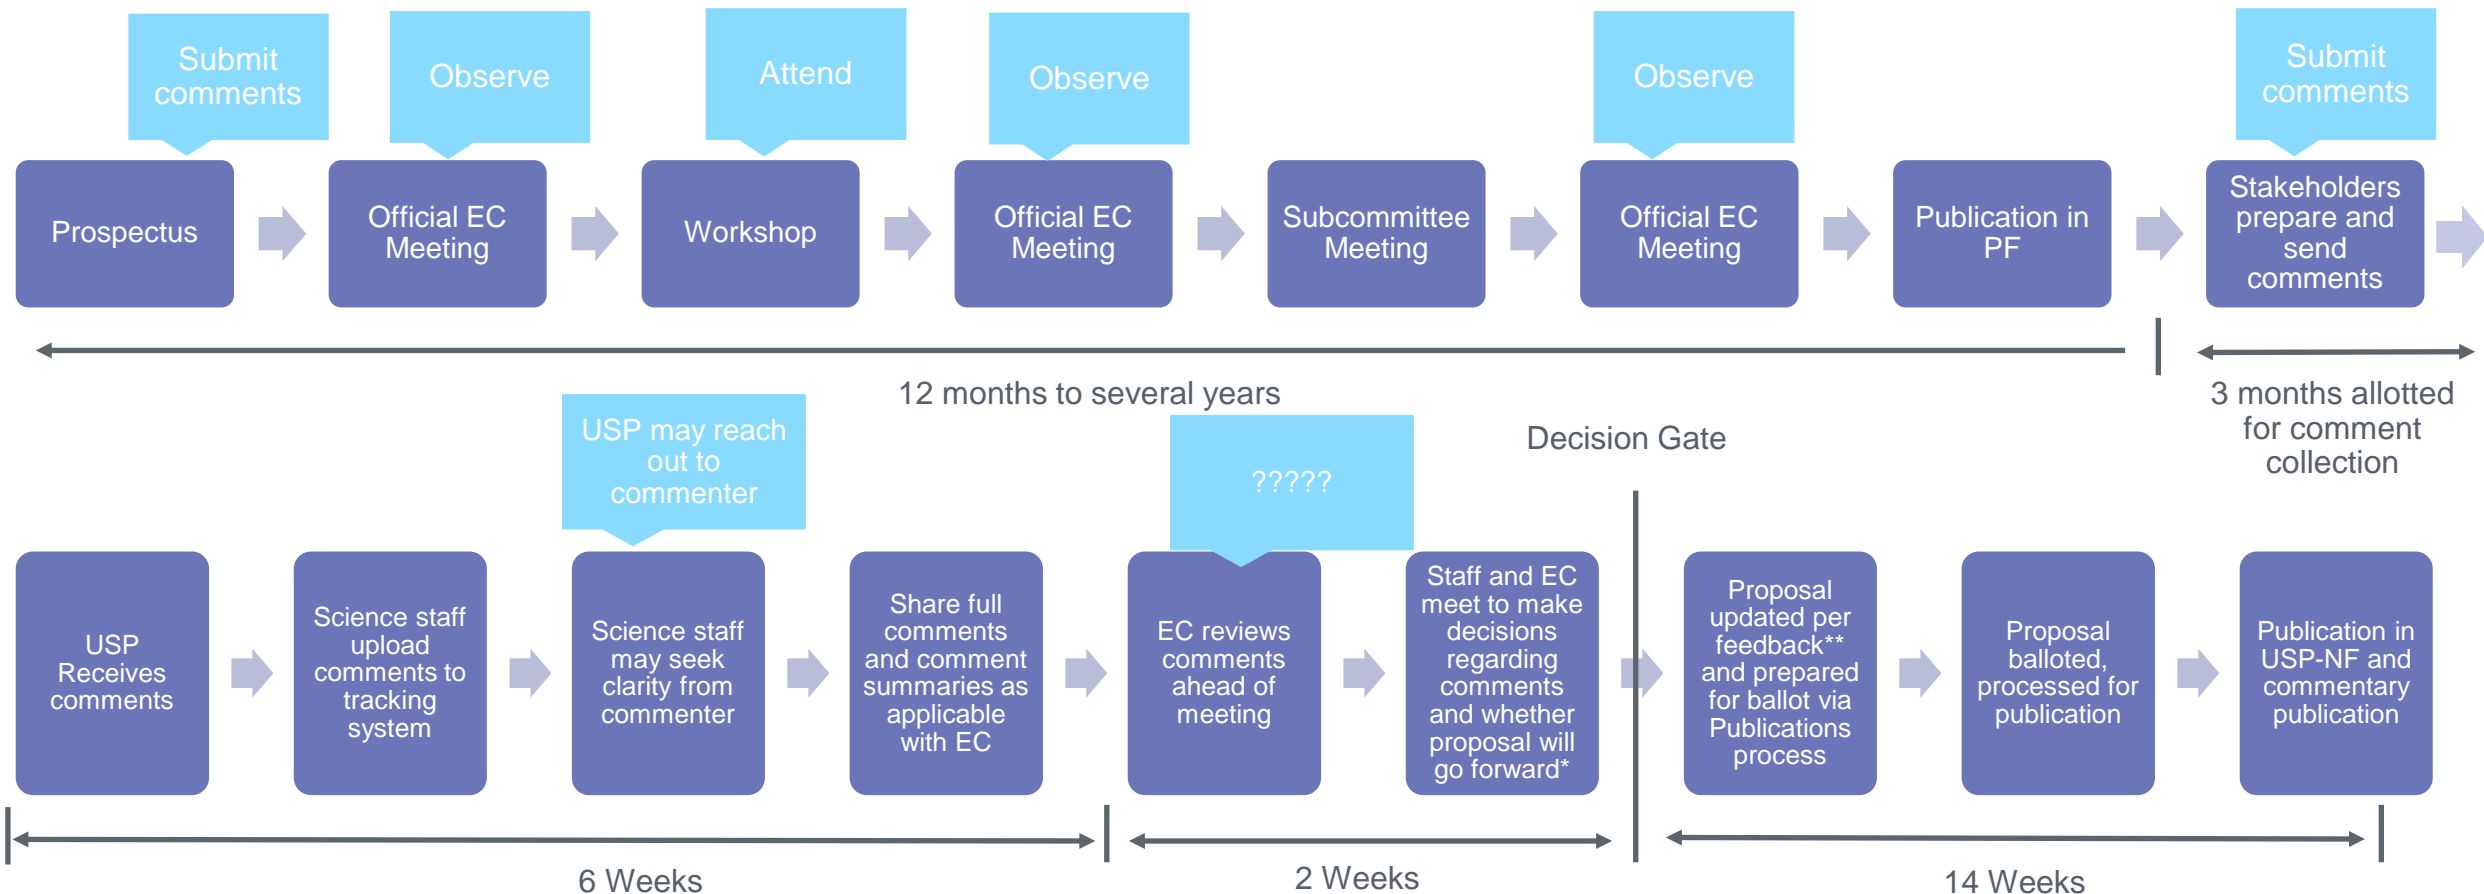 Submit
comments
Observe
Attend
Observe
Observe
Submit
comments
Prospectus
Official EC
Meeting
Workshop
Official EC
Meeting
Subcommittee
Meeting
Official EC
Meeting
Publication in
PF
Stakeholders
prepare and
send
comments
12 months to several years
3 months allotted
for comment
collection
USP may reach
out to
commenter
?????
Decision Gate
USP
Receives
comments
Science staff
upload
comments to
tracking
system
Science staff
may seek
clarity from
commenter
Share full
comments
and comment
summaries as
applicable
with EC
EC reviews
comments
ahead of
meeting
Staff and EC
meet to make
decisions
regarding
comments
and whether
proposal will
go forward*
Proposal
updated per
feedback**
and prepared
for ballot via
Publications
process
Proposal
balloted,
processed for
publication
Publication in
USP-NF and
commentary
publication
6 Weeks
2 Weeks
14 Weeks